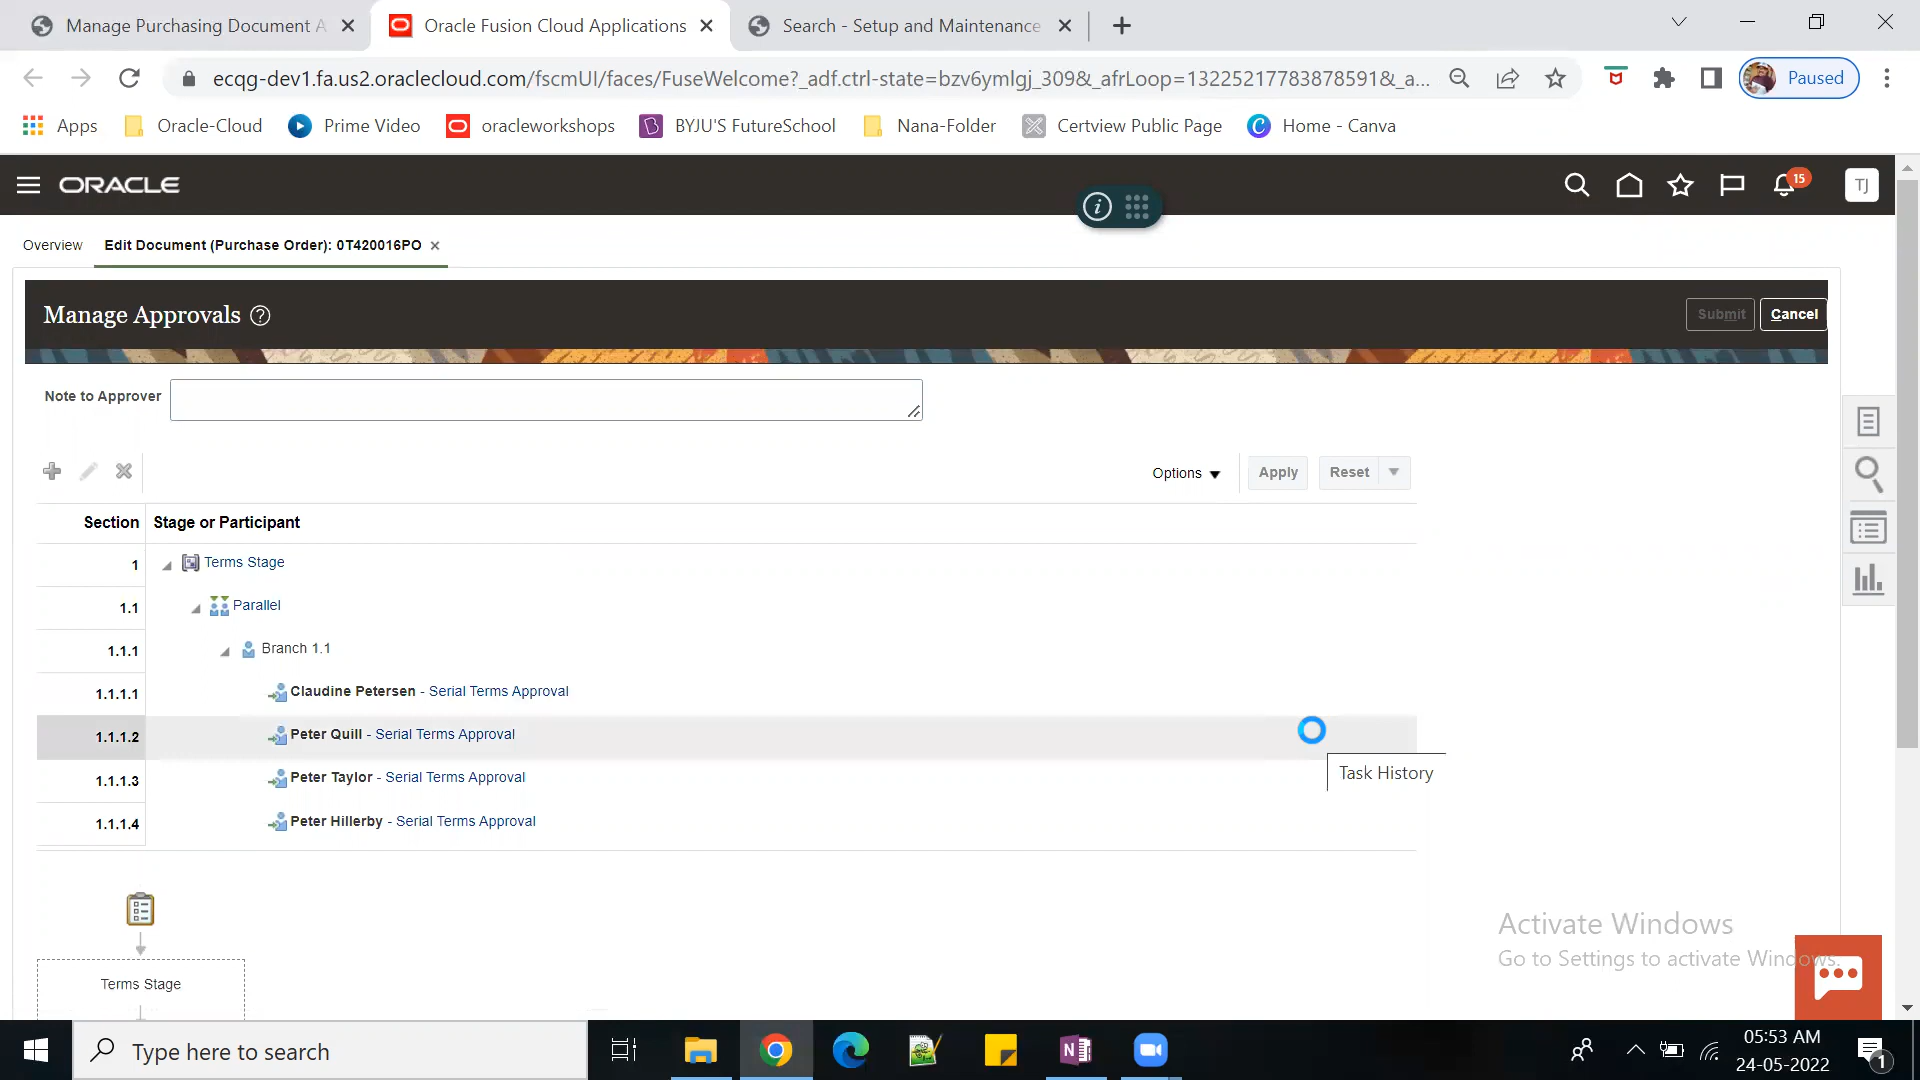 Manage Purchasing Document A
Oracle Fusion Cloud Applications
Search - Setup and Maintenance
ecqg-dev1.fa.us2.oraclecloud.com/fscmUI/faces/FuseWelcome?_adf.ctrl-state=bzv6ymlgj_309&_afrLoop=13225217783878591&_a...
Paused
Apps
Oracle-Cloud
Prime Video
oracleworkshops
BYJU'S FutureSchool
Nana-Folder
Certview Public Page
Home - Canva
ORACLE
15
TJ
Overview
Edit Document (Purchase Order): 0T420016PO
Manage Approvals
Submit
Cancel
Note to Approver
Options
Apply
Reset
Section
Stage or Participant
1
Terms Stage
1.1
Parallel
1.1.1
Branch 1.1
1.1.1.1
Claudine Petersen - Serial Terms Approval
1.1.1.2
Peter Quill - Serial Terms Approval
Task History
1.1.1.3
Peter Taylor - Serial Terms Approval
1.1.1.4
Peter Hillerby - Serial Terms Approval
Activate Windows
Go to Settings to activate Windows.
Terms Stage
Type here to search
05:53 AM
24-05-2022
1